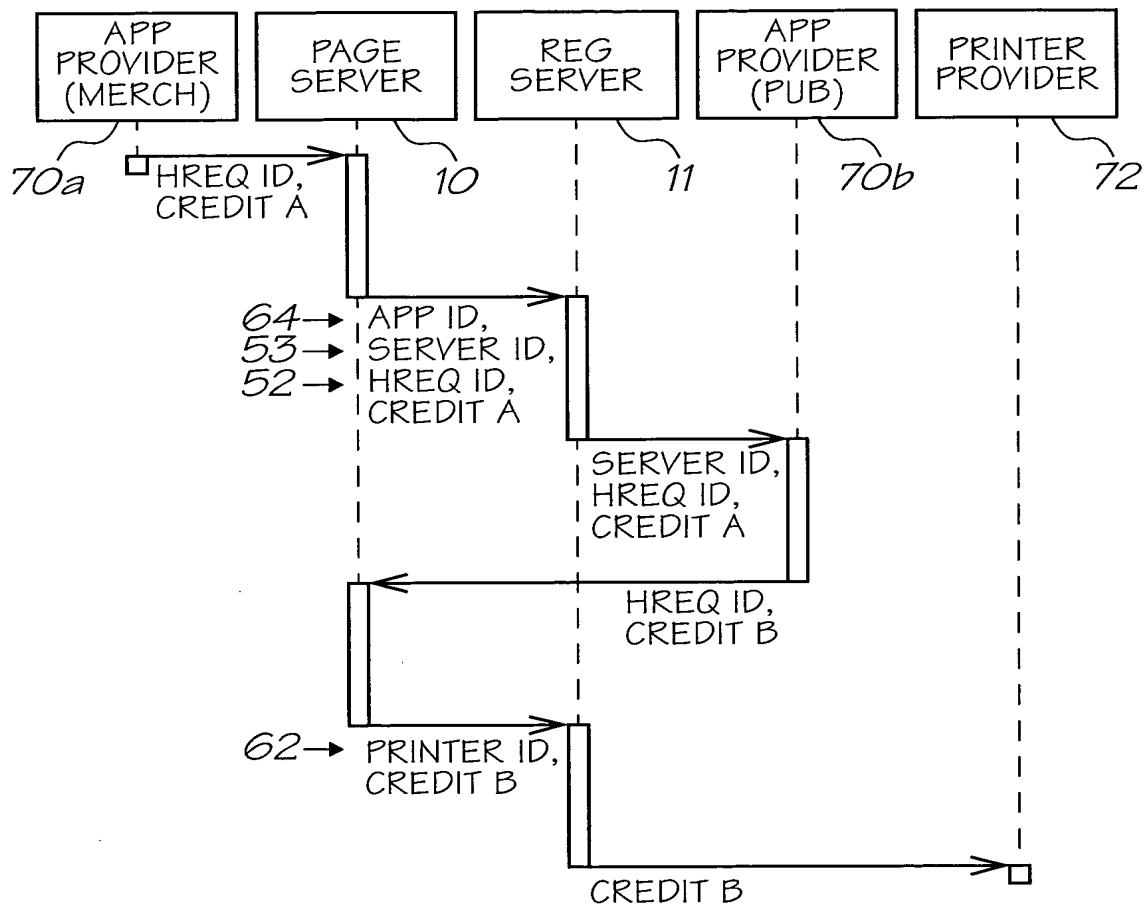 APP
PROVIDER
(MERCH)
PAGE
SERVER
REG
SERVER
APP
PROVIDER
(PUB)
PRINTER
PROVIDER
70a
10
11
70b
72
HREQ ID,
CREDIT A
64
APP ID,
53
SERVER ID,
52
HREQ ID,
CREDIT A
SERVER ID,
HREQ ID,
CREDIT A
HREQ ID,
CREDIT B
62
PRINTER ID,
CREDIT B
CREDIT B